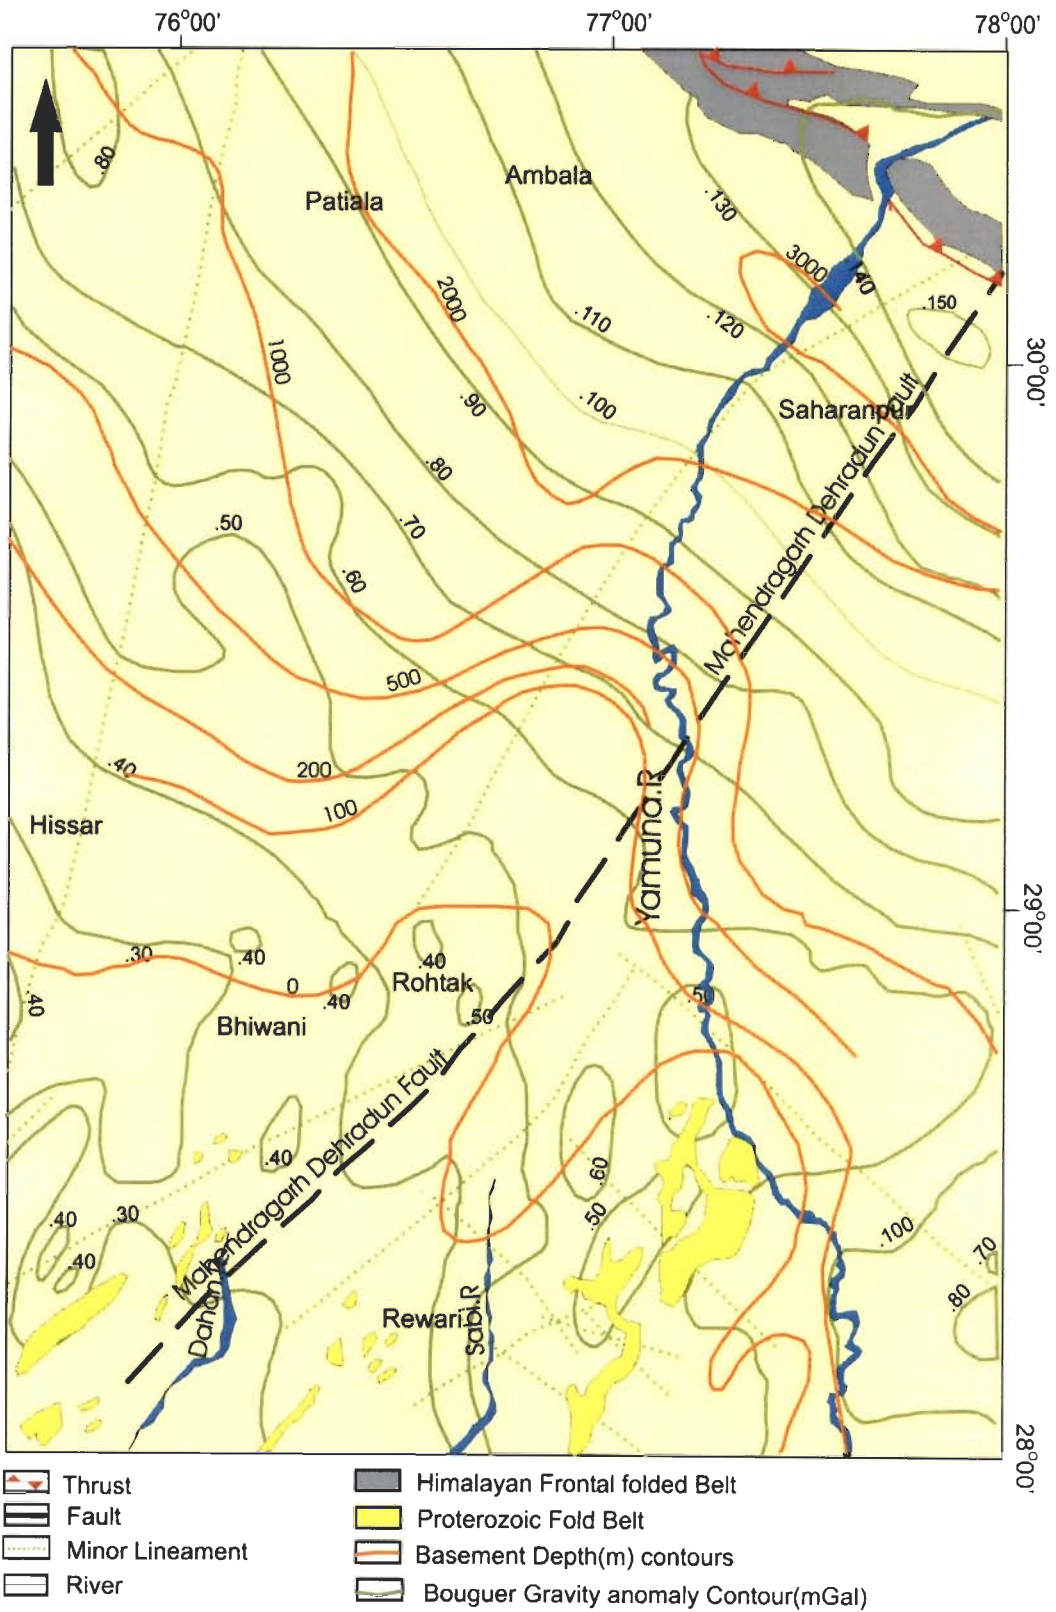 76°00' 77°00' 78°00'
.80
Ambala
Patiala
.130
3000
.140
.150
2000
.110
.120
30°00'
1000
.90
.100
Saharanpur
.80
.70
.50
.60
Mahendragarh Dehradun Fault
500
.40
200
100
Hissar
Yamuna.R
29°00'
.30
.40
.40
Rohtak
0
.40
.40
.50
.50
Bhiwani
Mahendragarh Dehradun Fault
.40
.60
.50
.40
.30
.40
.100
.70
.80
Dahan
Rewari
Sabi.R
28°00'
Thrust
Fault
Minor Lineament
River
Himalayan Frontal folded Belt
Proterozoic Fold Belt
Basement Depth(m) contours
Bouguer Gravity anomaly Contour(mGal)